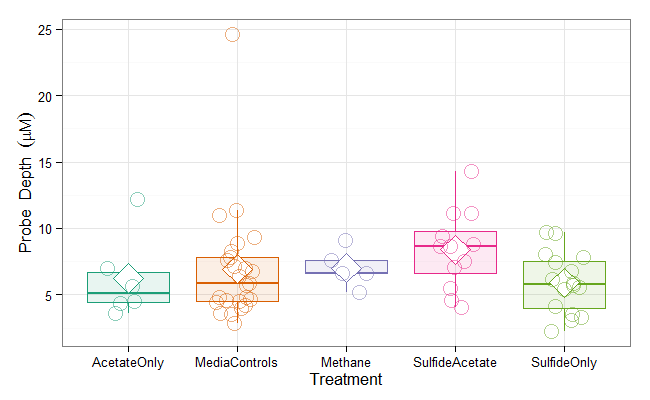 25
20
15
10
5
Probe Depth (μM)
AcetateOnly MediaControls Methane SulfideAcetate SulfideOnly
Treatment